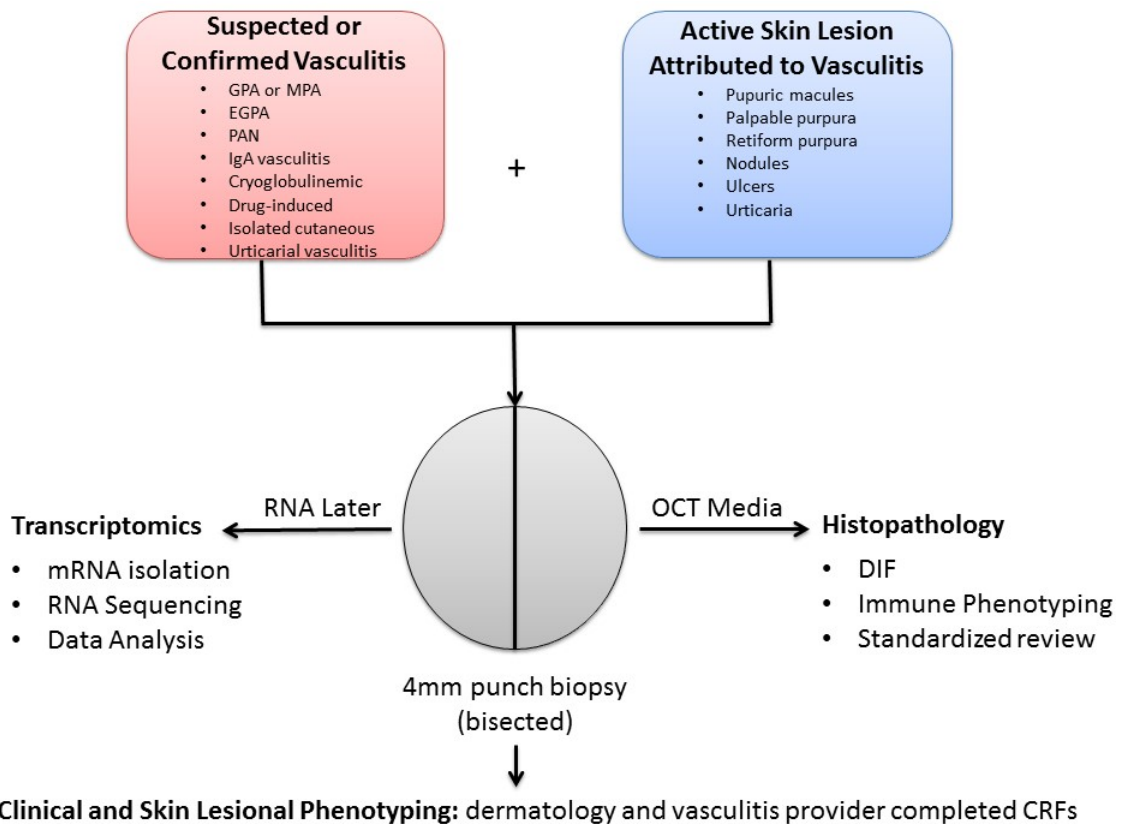 Suspected or
Confirmed Vasculitis
• GPA or MPA
• EGPA
• PAN
• IgA vasculitis
• Cryoglobulinemic
• Drug-induced
• Isolated cutaneous
• Urticarial vasculitis
+
Active Skin Lesion
Attributed to Vasculitis
• Pupuric macules
• Palpable purpura
• Retiform purpura
• Nodules
• Ulcers
• Urticaria
RNA Later
Transcriptomics
• mRNA isolation
• RNA Sequencing
• Data Analysis
OCT Media
Histopathology
• DIF
• Immune Phenotyping
• Standardized review
4mm punch biopsy
(bisected)
Clinical and Skin Lesional Phenotyping: dermatology and vasculitis provider completed CRFs